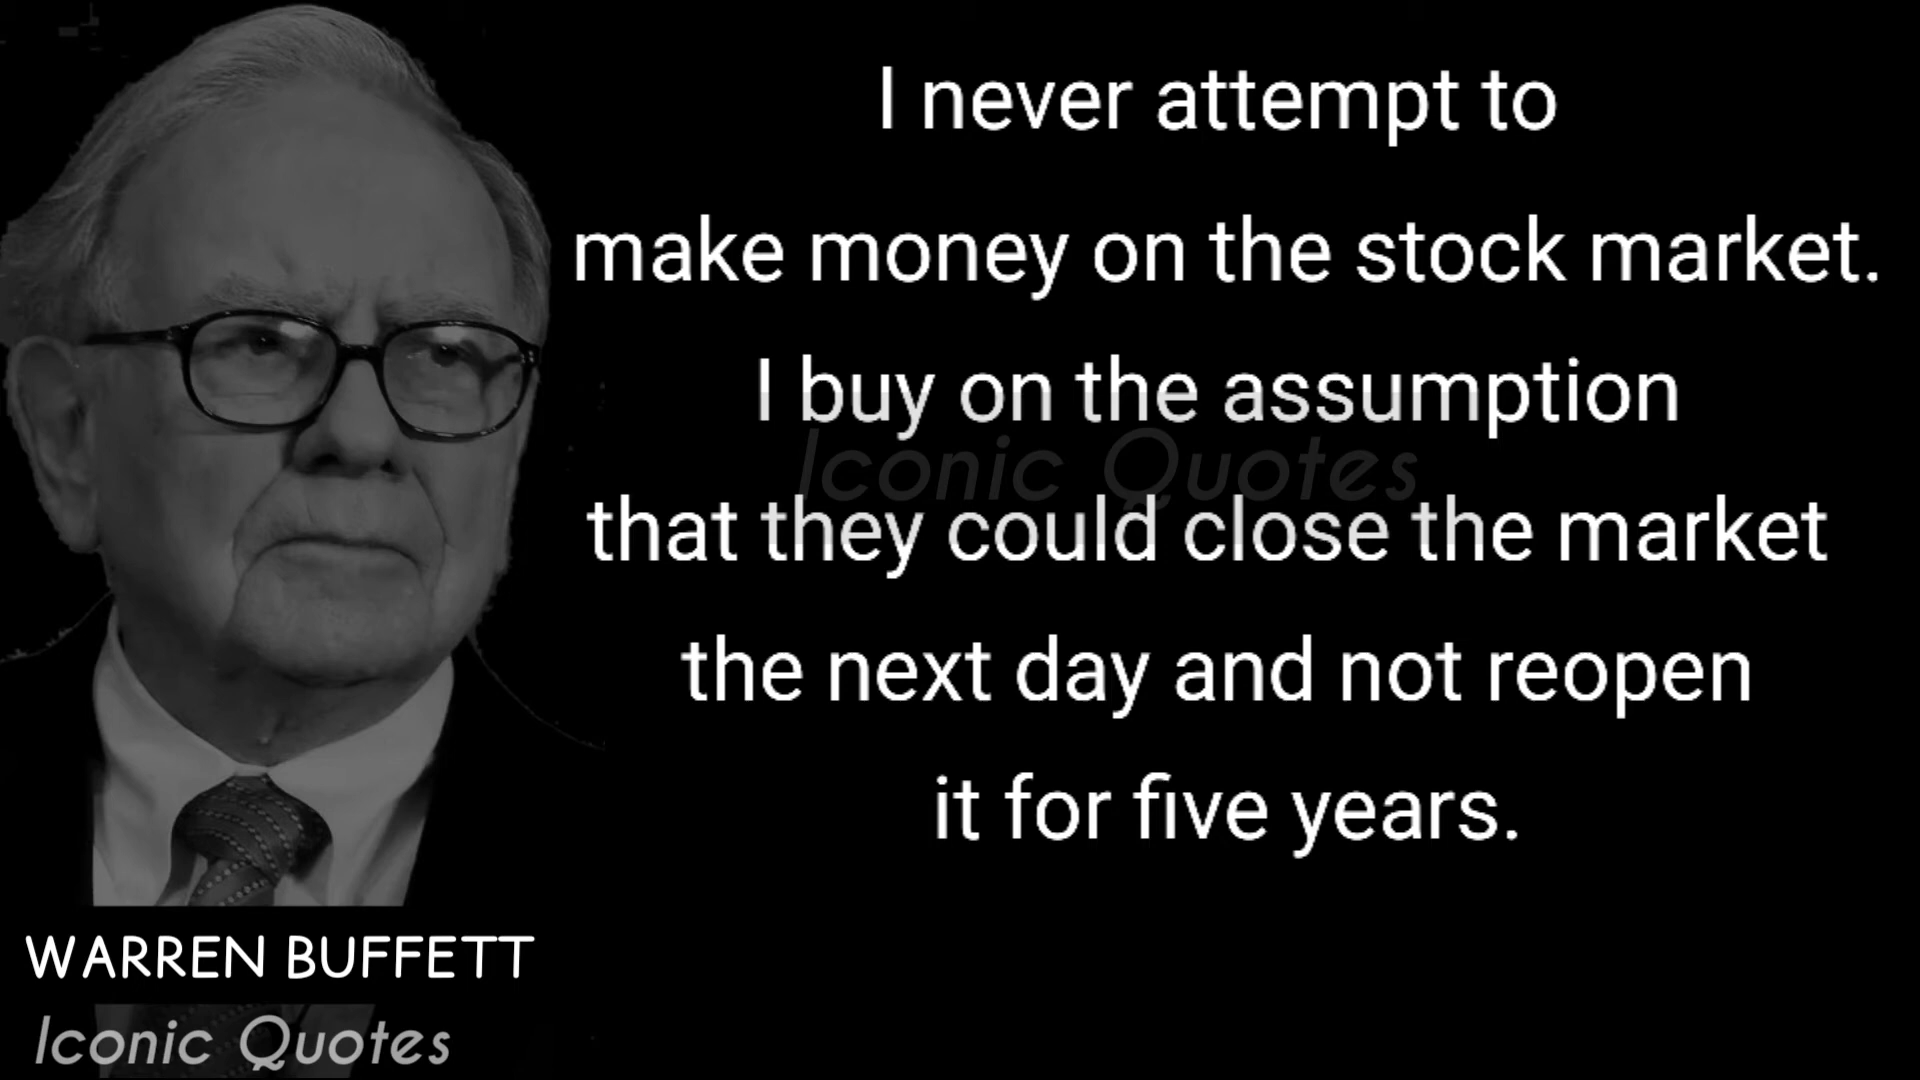 I never attempt to
make money on the stock market.
I buy on the assumption
Iconic Quotes
that they could close the market
the next day and not reopen
it for five years.
WARREN BUFFETT
Iconic Quotes